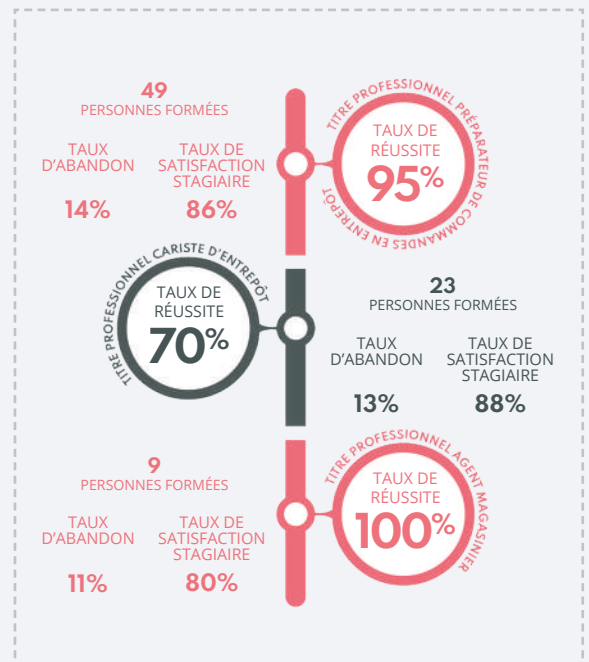 49
PERSONNES FORMÉES
TAUX
D'ABANDON
14%
TAUX DE
SATISFACTION
STAGIAIRE
86%
TITRE PROFESSIONNEL PRÉPARATEUR DE COMMANDES EN ENTREPÔT
TAUX DE
RÉUSSITE
95%
TITRE PROFESSIONNEL CARISTE D'ENTREPÔT
TAUX DE
RÉUSSITE
70%
23
PERSONNES FORMÉES
TAUX
D'ABANDON
13%
TAUX DE
SATISFACTION
STAGIAIRE
88%
9
PERSONNES FORMÉES
TAUX
D'ABANDON
11%
TAUX DE
SATISFACTION
STAGIAIRE
80%
TITRE PROFESSIONNEL AGENT MAGASINIER
TAUX DE
RÉUSSITE
100%